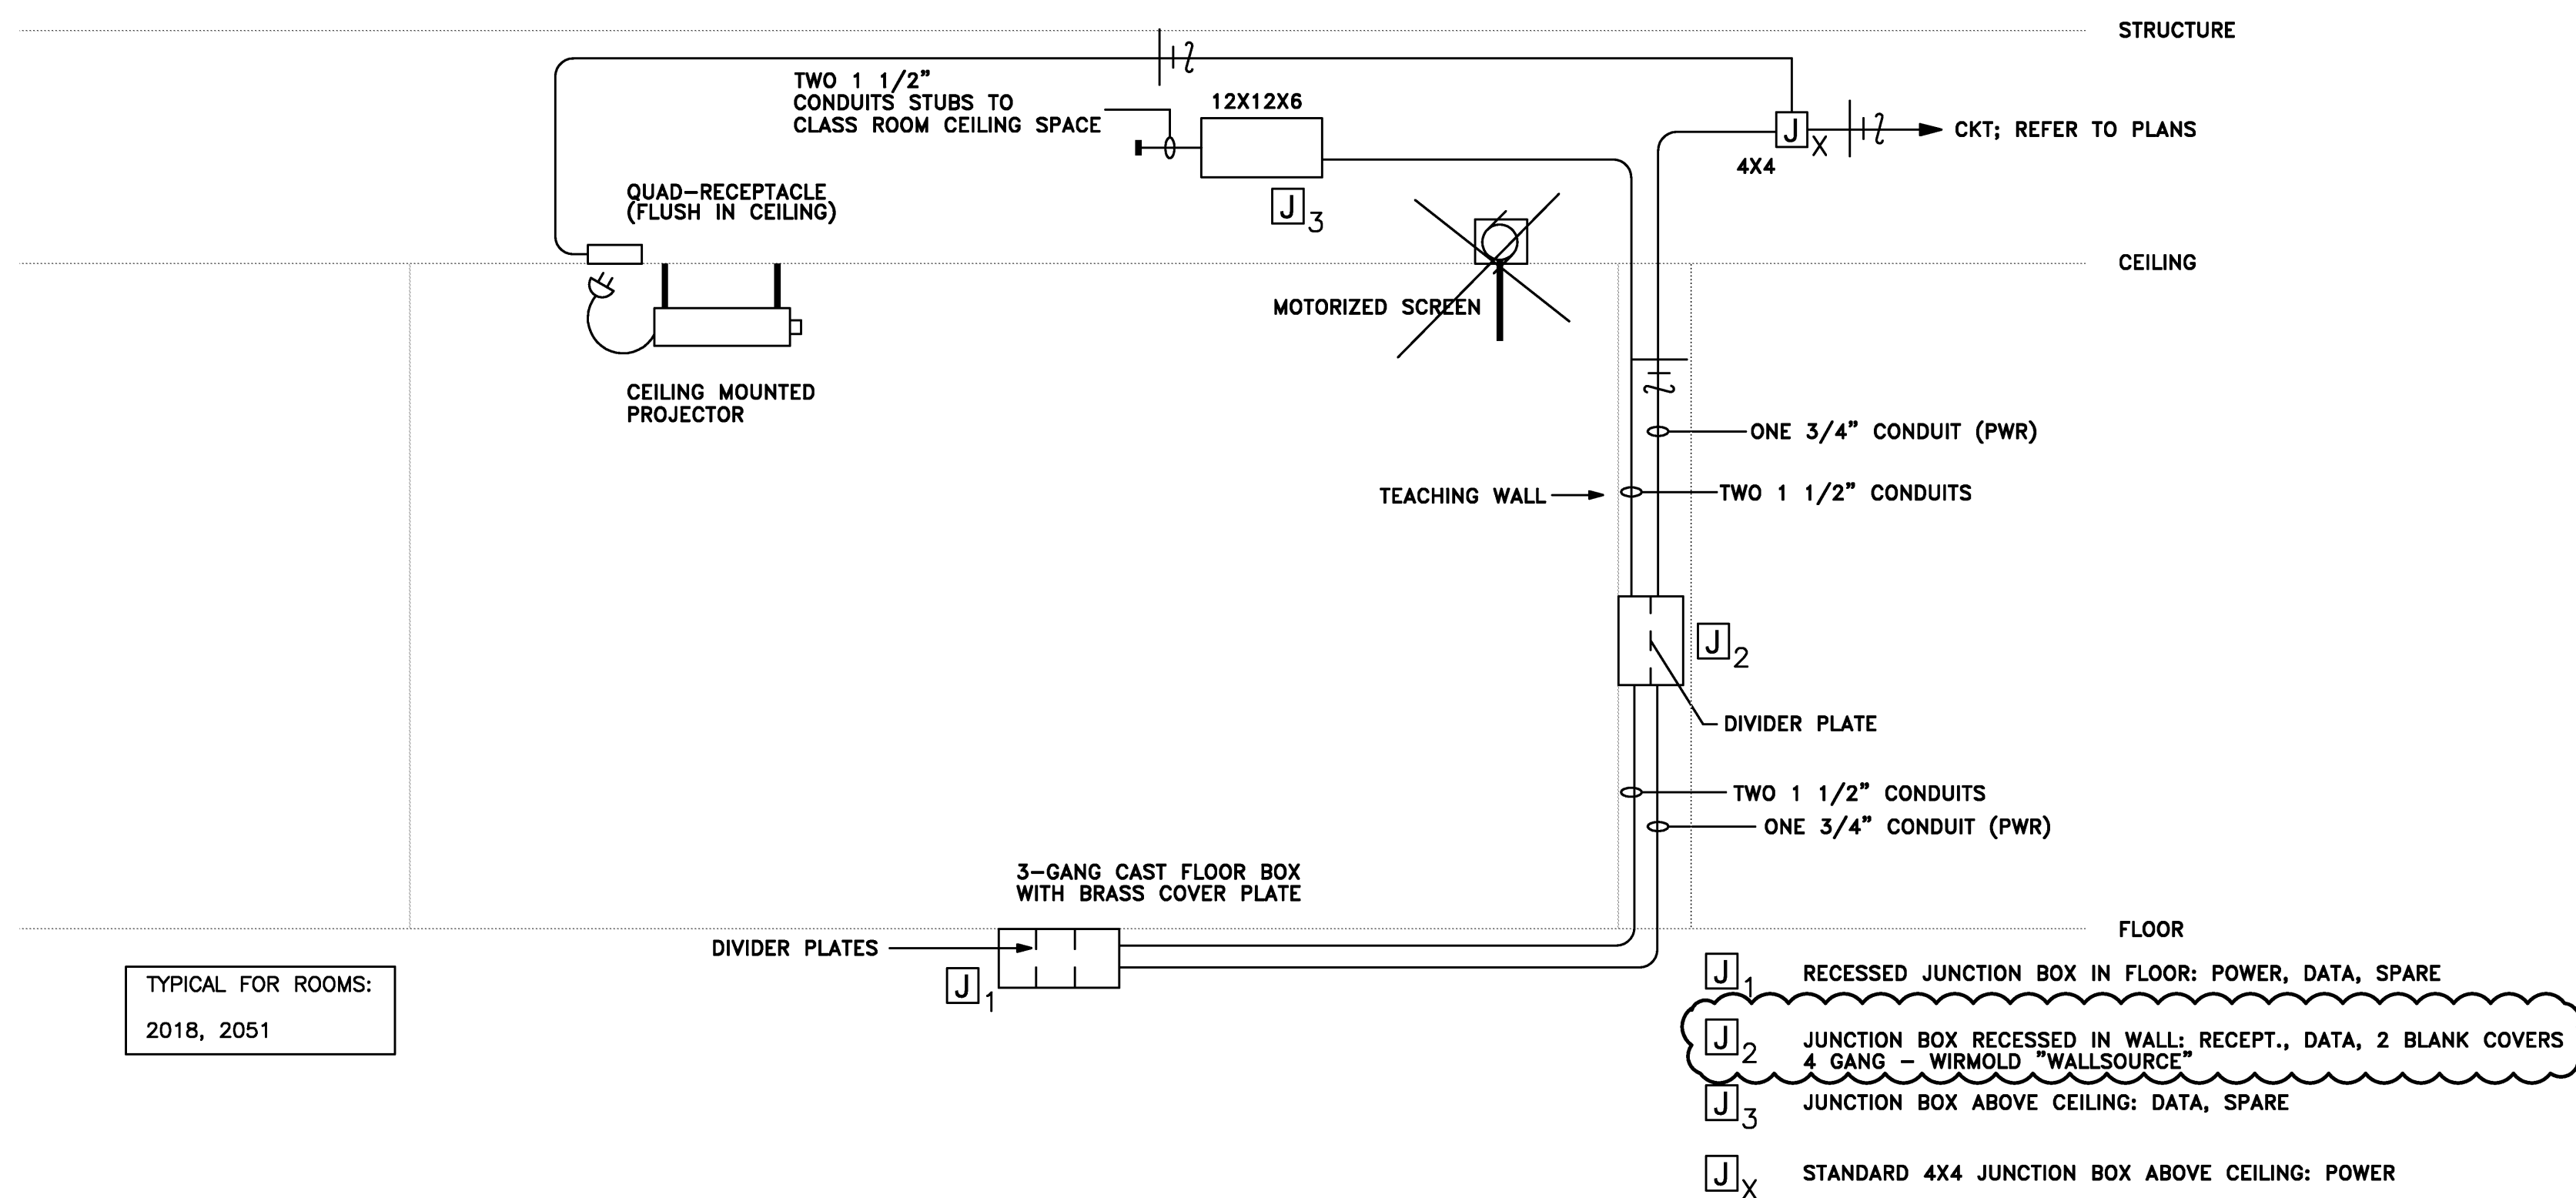 STRUCTURE
TWO 1 1/2"
CONDUITS STUBS TO
CLASS ROOM CEILING SPACE
12X12X6
J X
4X4
CKT; REFER TO PLANS
QUAD-RECEPTACLE
(FLUSH IN CEILING)
J 3
CEILING
MOTORIZED SCREEN
CEILING MOUNTED
PROJECTOR
ONE 3/4" CONDUIT (PWR)
TEACHING WALL
TWO 1 1/2" CONDUITS
J 2
DIVIDER PLATE
TWO 1 1/2" CONDUITS
ONE 3/4" CONDUIT (PWR)
3-GANG CAST FLOOR BOX
WITH BRASS COVER PLATE
FLOOR
DIVIDER PLATES
J 1
TYPICAL FOR ROOMS:
2018, 2051
J 1 RECESSED JUNCTION BOX IN FLOOR: POWER, DATA, SPARE
J 2 JUNCTION BOX RECESSED IN WALL: RECEPT., DATA, 2 BLANK COVERS
4 GANG - WIRMOLD "WALLSOURCE"
J 3 JUNCTION BOX ABOVE CEILING: DATA, SPARE
J X STANDARD 4X4 JUNCTION BOX ABOVE CEILING: POWER